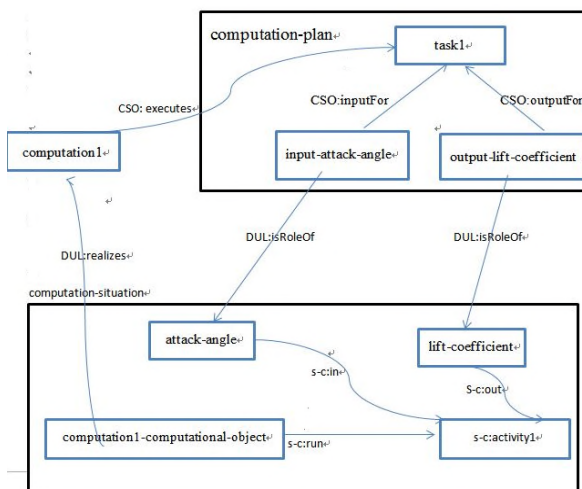 computation-plan
task1
CSO: executes
CSO:inputFor
CSO:outputFor
computation1
input-attack-angle
output-lift-coefficient
DUL:isRoleOf
DUL:isRoleOf
DUL:realizes
computation-situation
attack-angle
lift-coefficient
s-c:in
S-c:out
computation1-computational-object
s-c:run
s-c:activity1